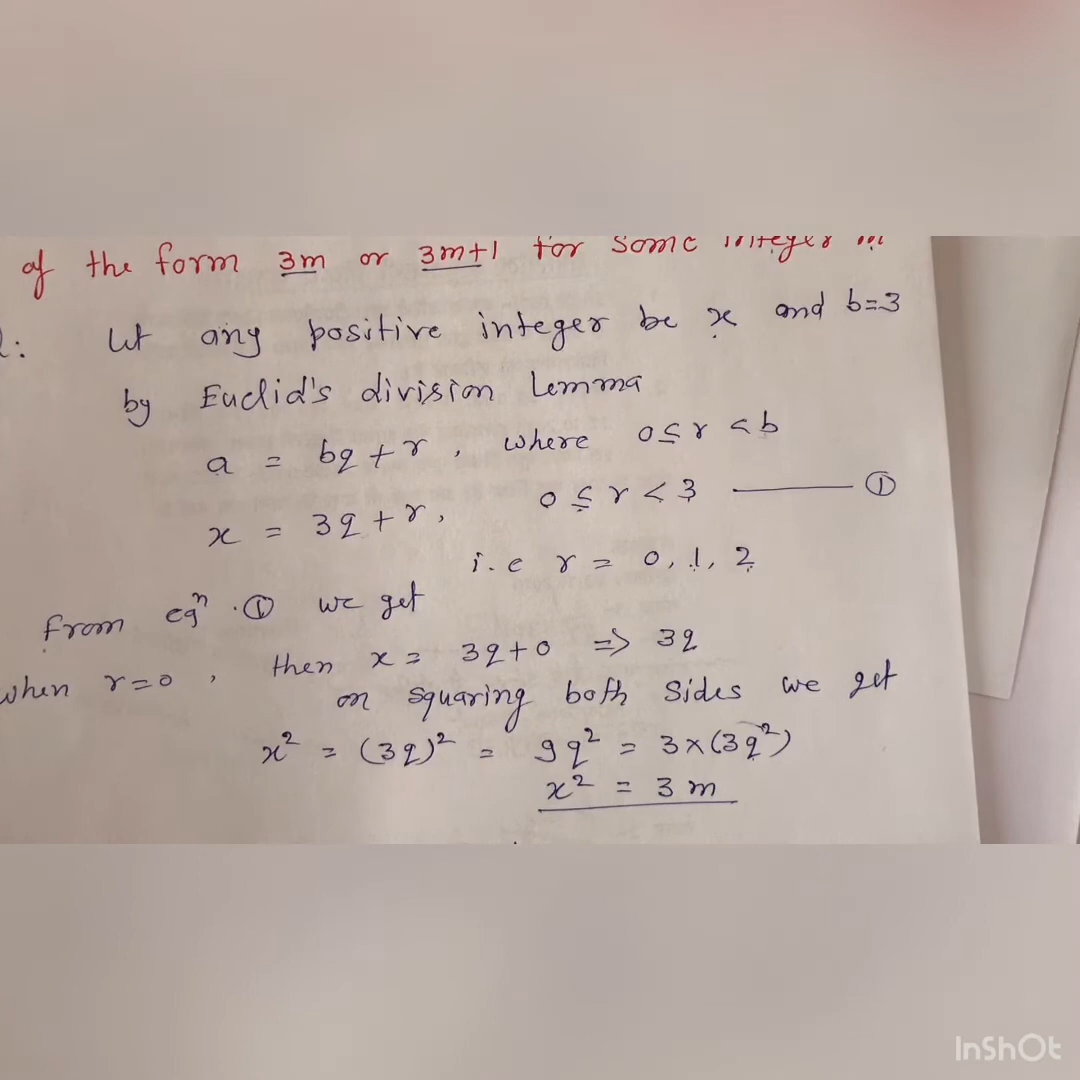 of the form 3m or 3m+1 for some integer m
: Let any positive integer be x and b=3
by Euclid's division Lemma
a = bq + r , where 0≤r <b
x = 3q + r, 0 ≤ r < 3 ——— ①
i.e r = 0, 1, 2
from eqⁿ . ① we get
when r=0 , then x = 3q+0 => 3q
on squaring both sides we get
x² = (3q)² = 9q² = 3×(3q²)
x² = 3m
InShOt